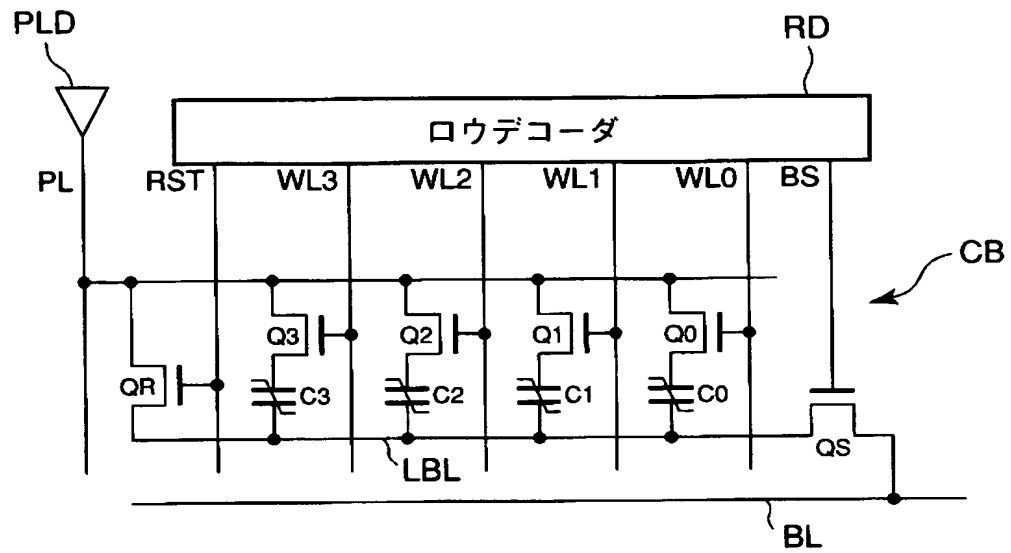 PLD
RD
ロウデコーダ
PL RST WL3 WL2 WL1 WL0 BS
CB
Q3 Q2 Q1 Q0
QR C3 C2 C1 C0
QS
LBL
BL